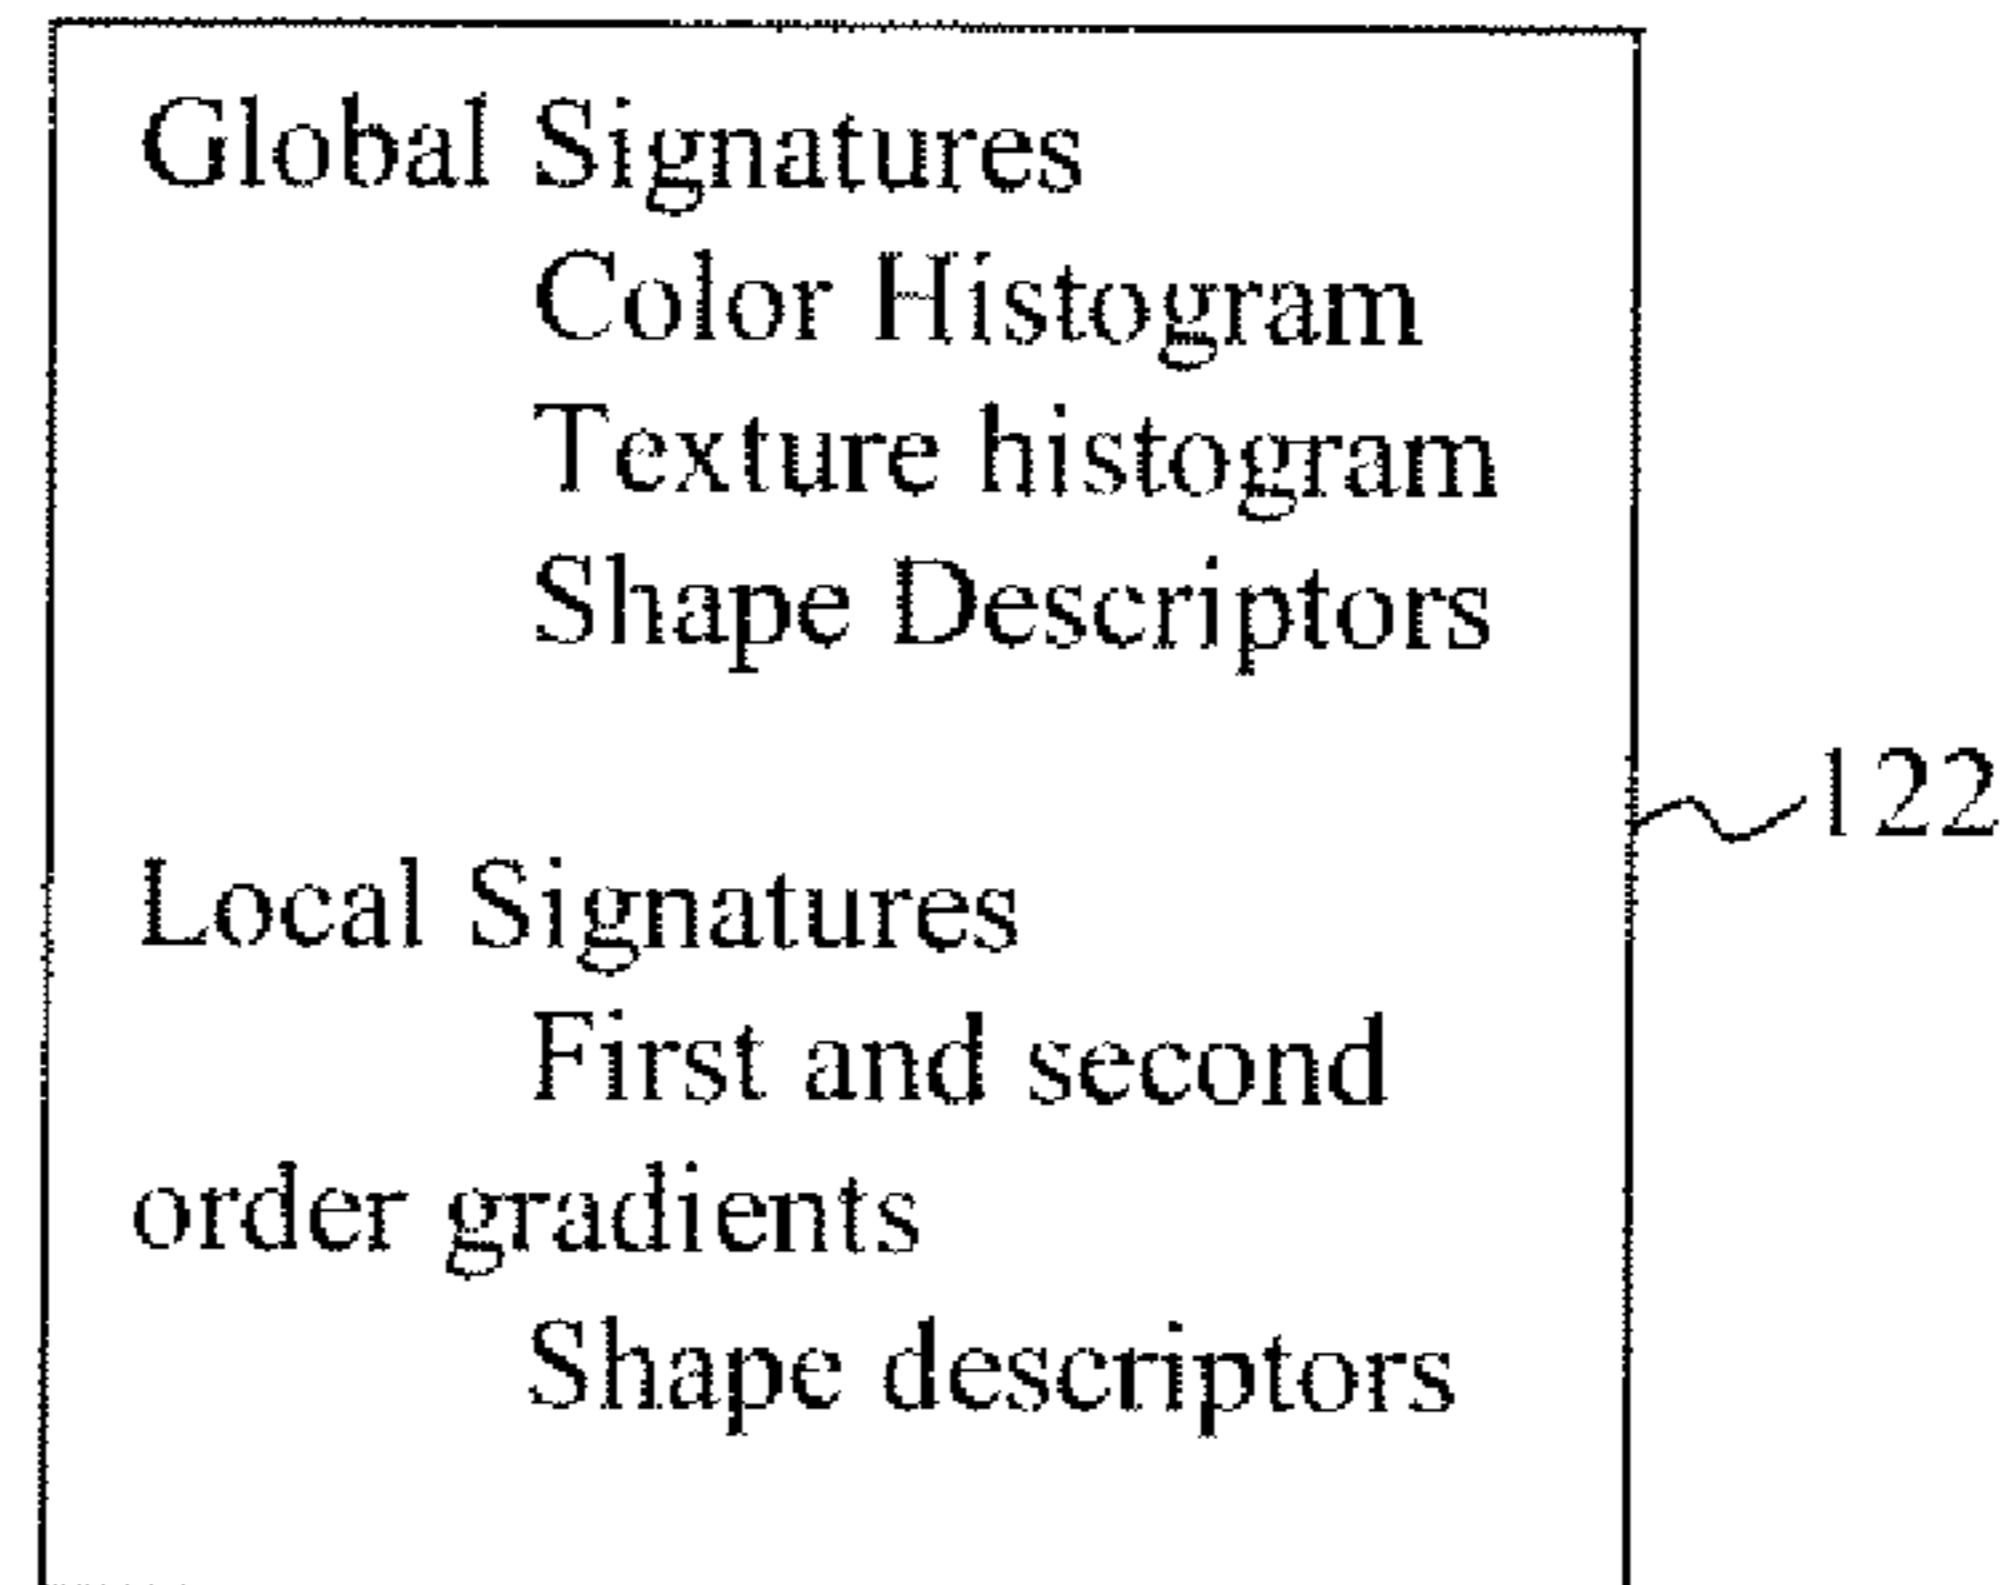 Global Signatures
Color Histogram
Texture histogram
Shape Descriptors
122
Local Signatures
First and second
order gradients
Shape descriptors